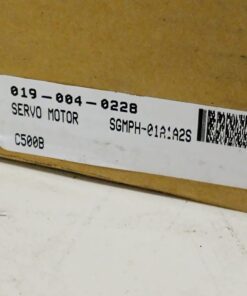 019-004-0228
SERVO MOTOR SGMPH-01A1A2S
C500B